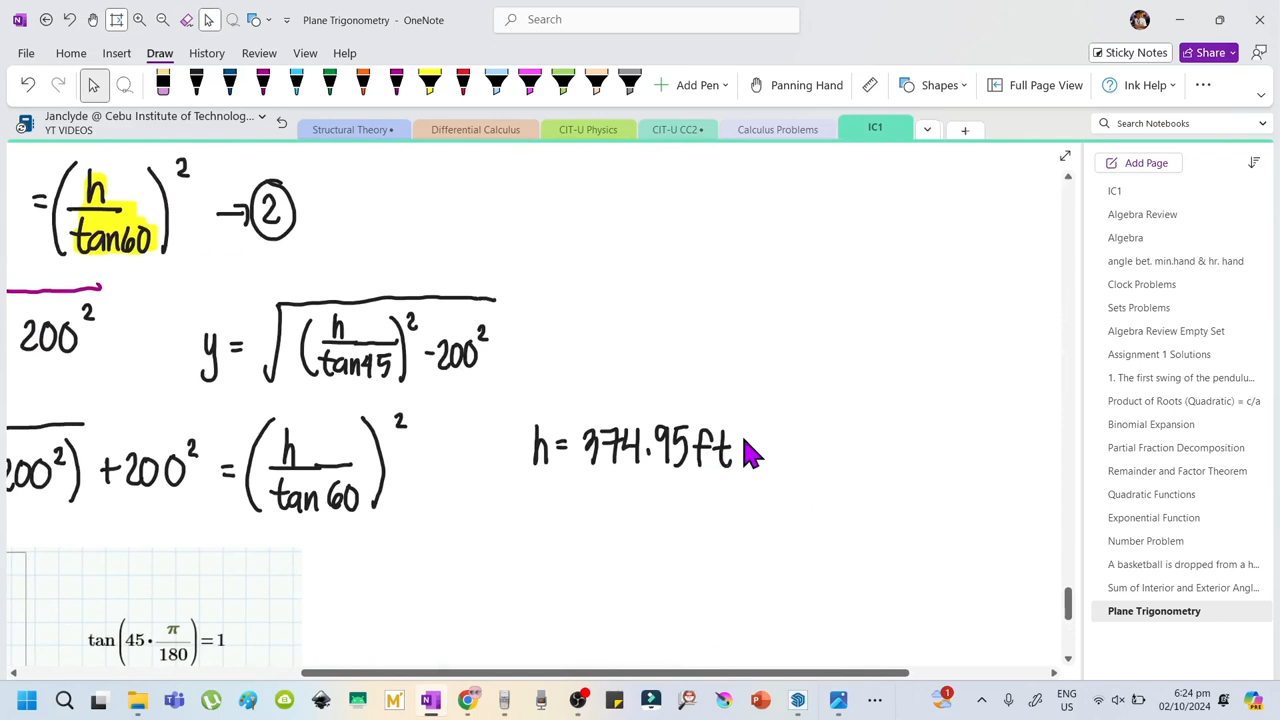 Plane Trigonometry - OneNote
Search
File Home Insert Draw History Review View Help
Sticky Notes Share
Add Pen Panning Hand Shapes Full Page View Ink Help
Janclyde @ Cebu Institute of Technolog...
YT VIDEOS
Structural Theory • Differential Calculus CIT-U Physics CIT-U CC2 • Calculus Problems IC1
Search Notebooks
Add Page
IC1
Algebra Review
Algebra
angle bet. min.hand & hr. hand
Clock Problems
Sets Problems
Algebra Review Empty Set
Assignment 1 Solutions
1. The first swing of the pendulu...
Product of Roots (Quadratic) = c/a
Binomial Expansion
Partial Fraction Decomposition
Remainder and Factor Theorem
Quadratic Functions
Exponential Function
Number Problem
A basketball is dropped from a h...
Sum of Interior and Exterior Angl...
Plane Trigonometry
= (h/tan60)² → ②
200²
y = √((h/tan45)² - 200²)
200²) + 200² = (h/tan 60)²
h = 374.95ft
tan(45·π/180) = 1
1
ENG
US
6:24 pm
02/10/2024